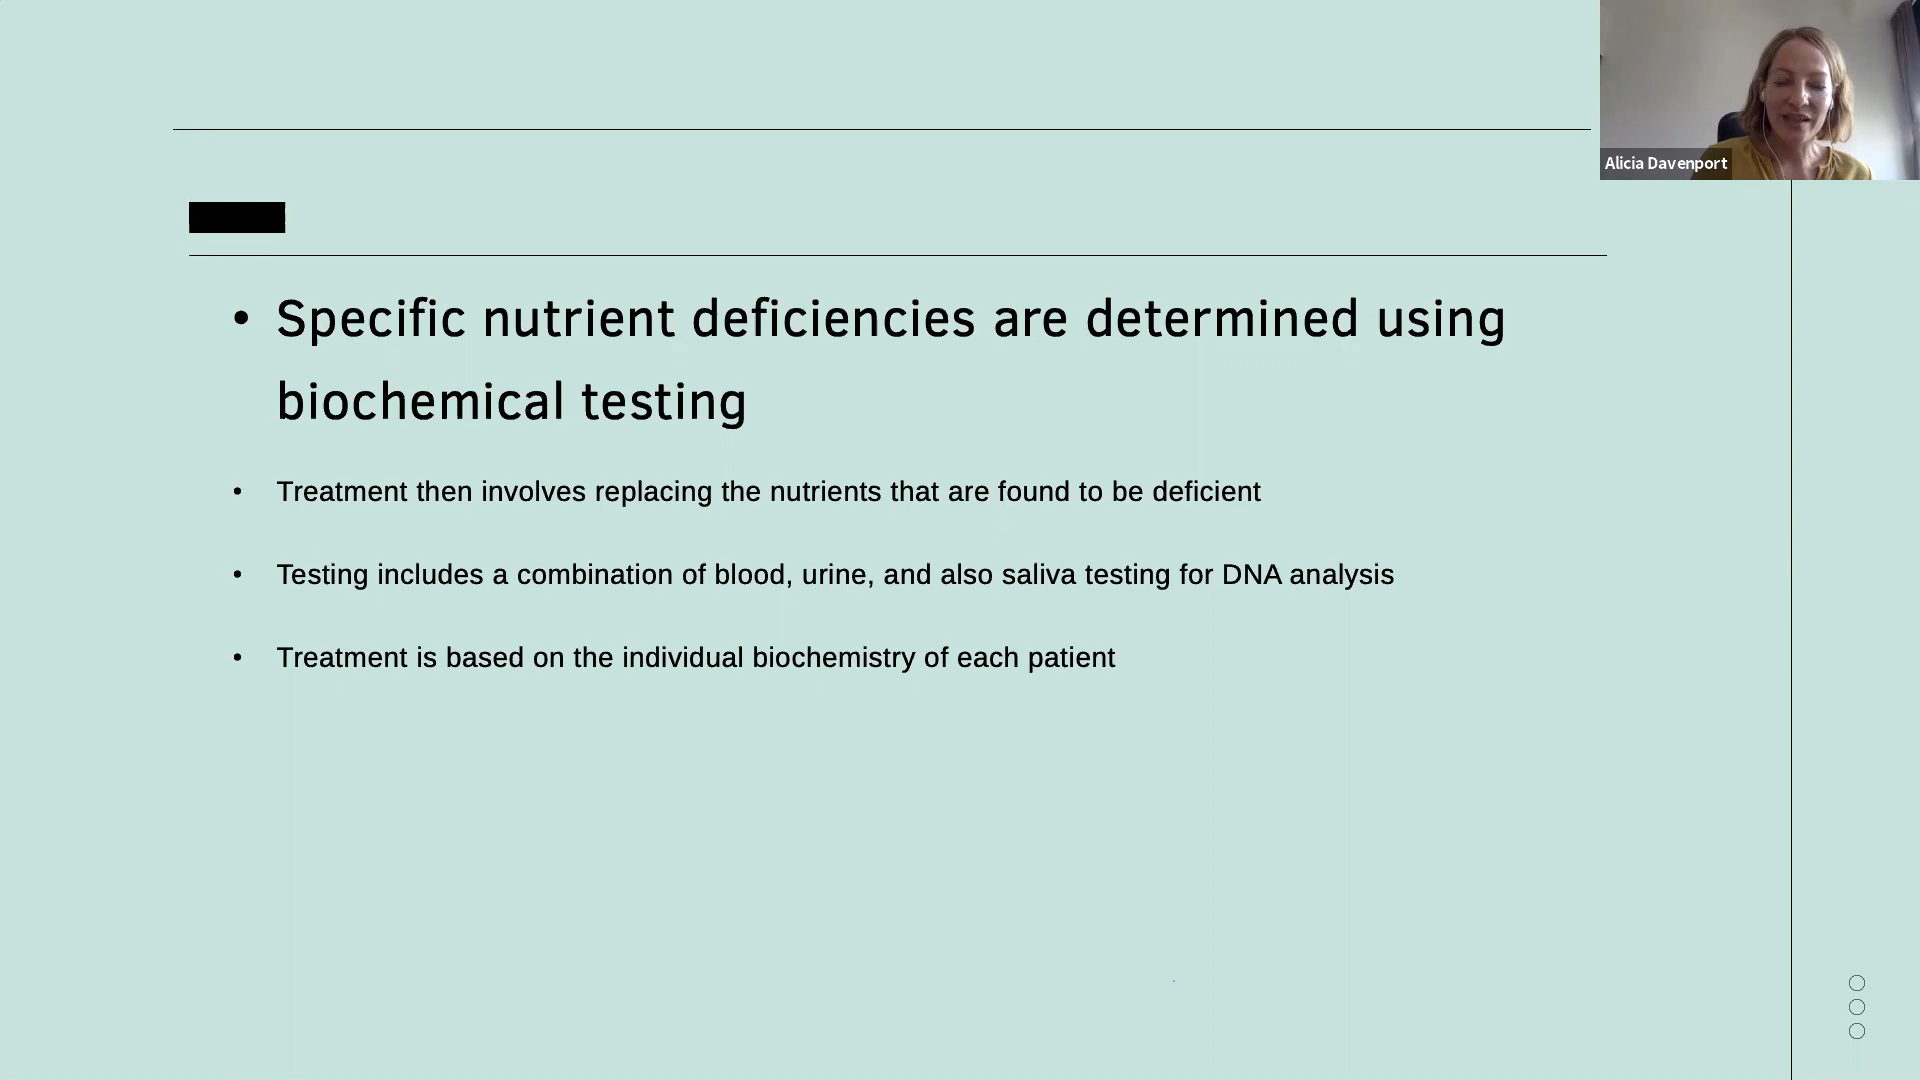 Alicia Davenport
• Specific nutrient deficiencies are determined using
biochemical testing
• Treatment then involves replacing the nutrients that are found to be deficient
• Testing includes a combination of blood, urine, and also saliva testing for DNA analysis
• Treatment is based on the individual biochemistry of each patient